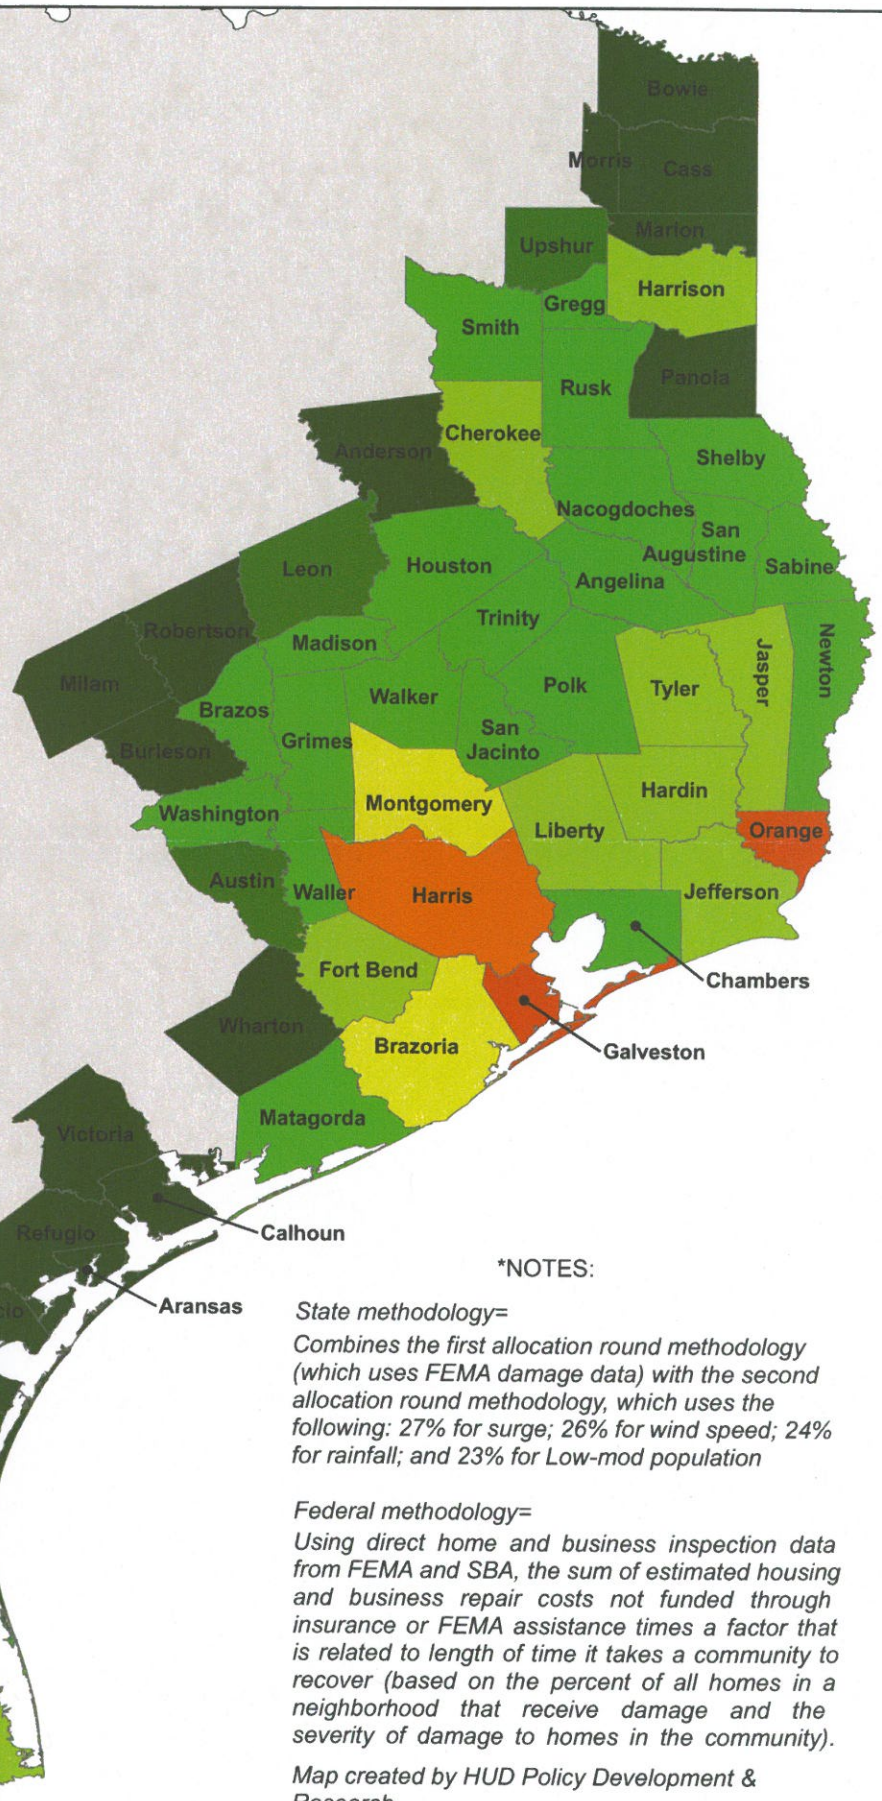 Bowie
Morris
Cass
Marion
Upshur
Harrison
Gregg
Smith
Rusk
Panola
Cherokee
Anderson
Shelby
Nacogdoches
San
Augustine
Sabine
Leon
Houston
Angelina
Trinity
Robertson
Madison
Newton
Jasper
Milam
Brazos
Walker
Polk
Tyler
Grimes
San
Jacinto
Burleson
Washington
Montgomery
Hardin
Liberty
Orange
Austin
Waller
Harris
Jefferson
Chambers
Fort Bend
Wharton
Brazoria
Galveston
Matagorda
Victoria
Refugio
Calhoun
Aransas
cio
*NOTES:
State methodology=
Combines the first allocation round methodology
(which uses FEMA damage data) with the second
allocation round methodology, which uses the
following: 27% for surge; 26% for wind speed; 24%
for rainfall; and 23% for Low-mod population
Federal methodology=
Using direct home and business inspection data
from FEMA and SBA, the sum of estimated housing
and business repair costs not funded through
insurance or FEMA assistance times a factor that
is related to length of time it takes a community to
recover (based on the percent of all homes in a
neighborhood that receive damage and the
severity of damage to homes in the community).
Map created by HUD Policy Development &
Research